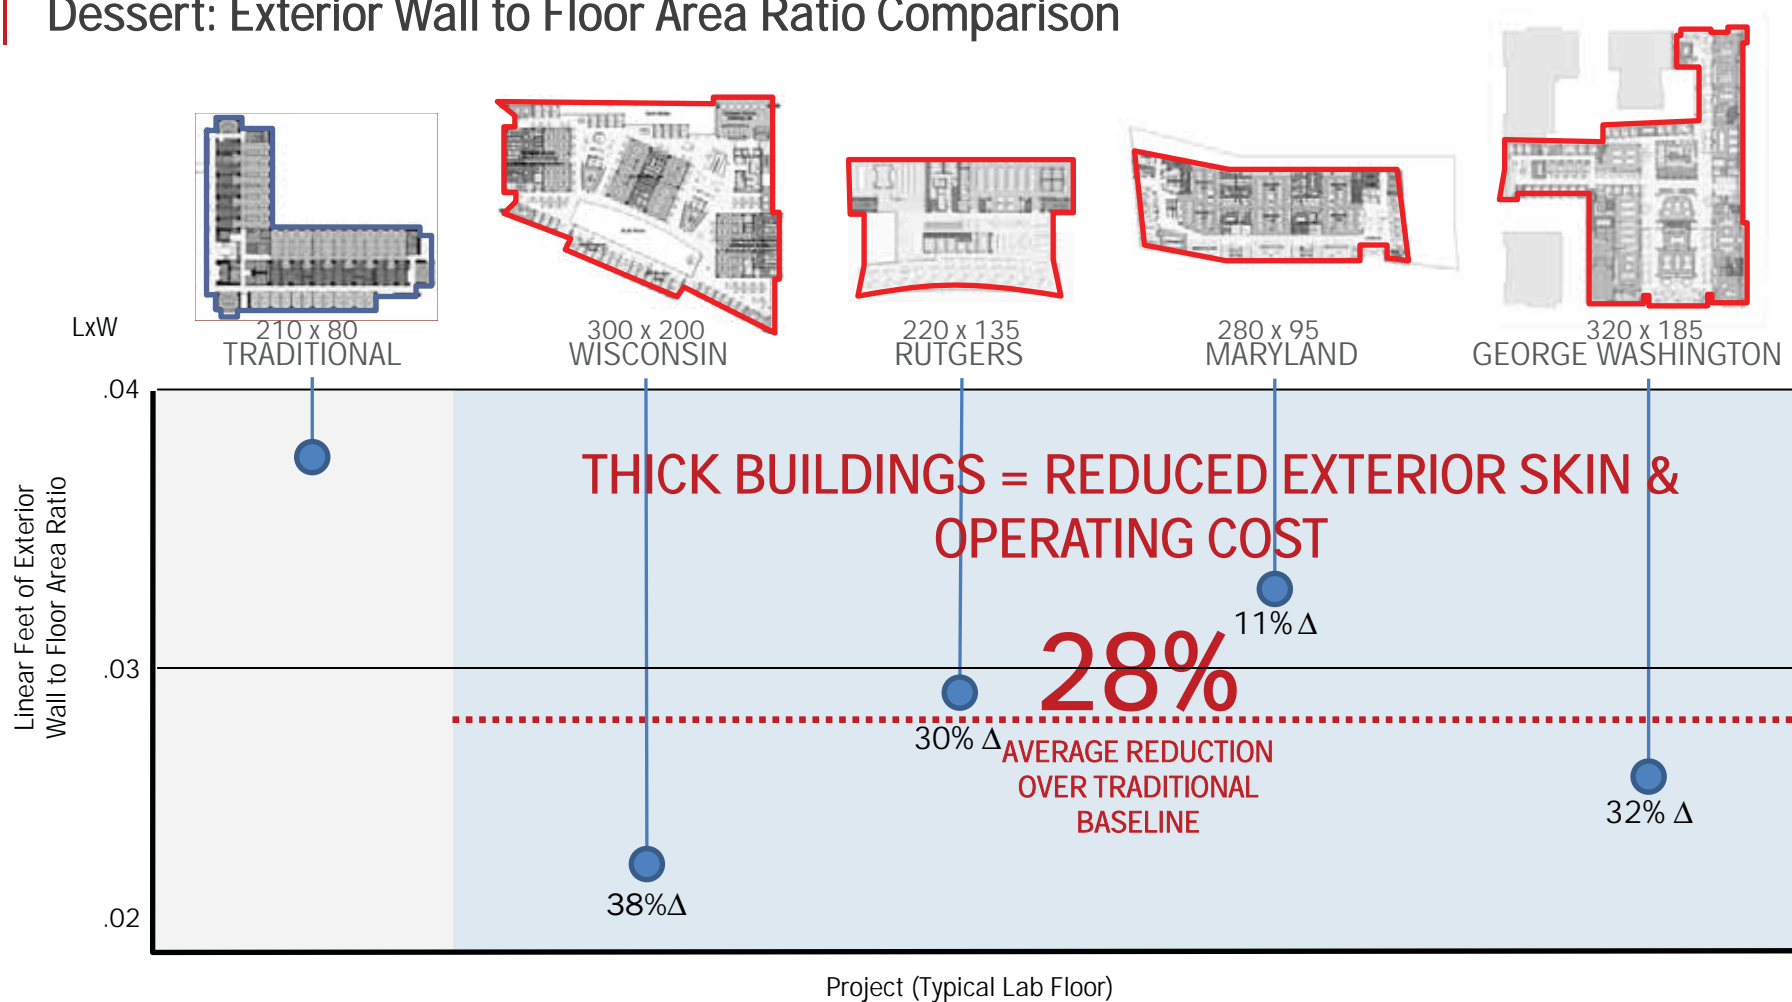 Dessert: Exterior Wall to Floor Area Ratio Comparison
LxW
210 x 80
TRADITIONAL
300 x 200
WISCONSIN
220 x 135
RUTGERS
280 x 95
MARYLAND
320 x 185
GEORGE WASHINGTON
.04
.03
.02
Linear Feet of Exterior
Wall to Floor Area Ratio
THICK BUILDINGS = REDUCED EXTERIOR SKIN &
OPERATING COST
11% Δ
28%
30% Δ
AVERAGE REDUCTION
OVER TRADITIONAL
BASELINE
32% Δ
38%Δ
Project (Typical Lab Floor)